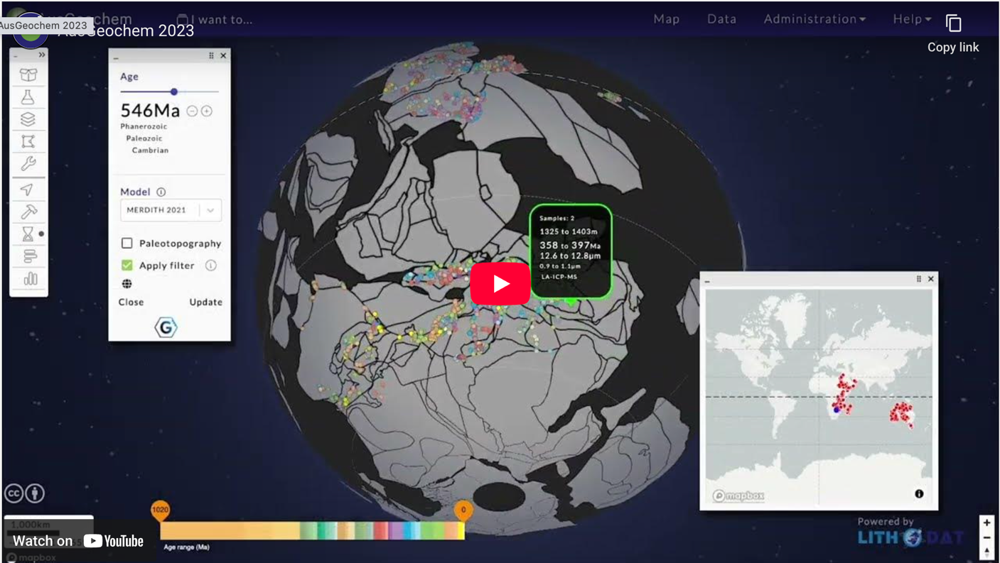 AusGeochem
I want to...
Map
Data
Administration
Help
AusGeochem 2023
AusGeochem 2023
Copy link
Age
546Ma
Phanerozoic
Paleozoic
Cambrian
Model
MERDITH 2021
Paleotopography
Apply filter
Close
Update
G
Samples: 2
1325 to 1403m
358 to 397Ma
12.6 to 12.8µm
0.9 to 1.1µm
LA-ICP-MS
mapbox
cc
1,000km
Watch on YouTube
mapbox
1020
0
Age range (Ma)
Powered by
LITHODAT